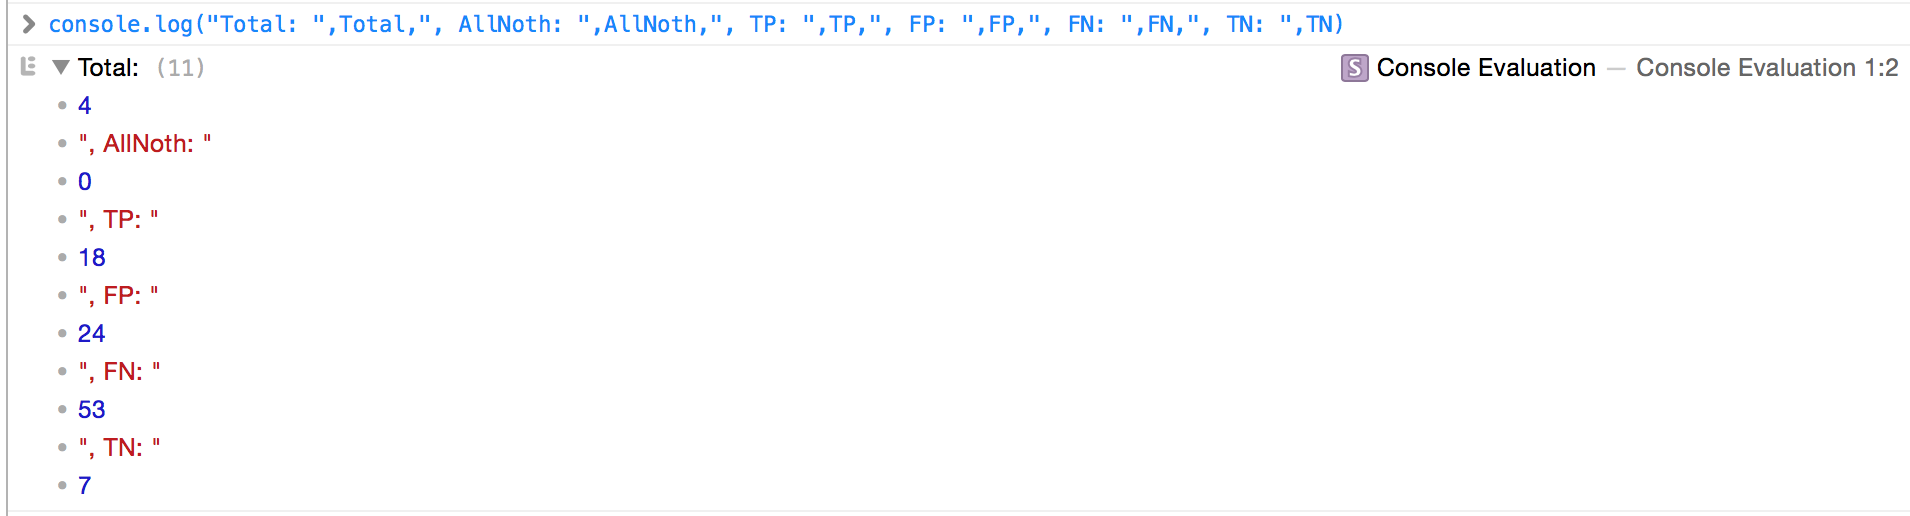 console.log("Total: ",Total,", AllNoth: ",AllNoth,", TP: ",TP,", FP: ",FP,", FN: ",FN,", TN: ",TN)
Total: (11) S Console Evaluation — Console Evaluation 1:2
4
", AllNoth: "
0
", TP: "
18
", FP: "
24
", FN: "
53
", TN: "
7